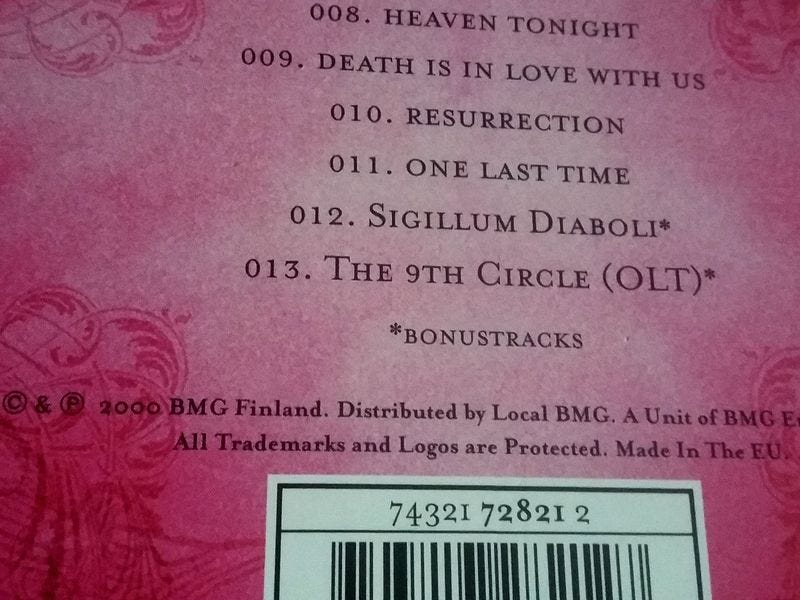 008. HEAVEN TONIGHT
009. DEATH IS IN LOVE WITH US
010. RESURRECTION
011. ONE LAST TIME
012. SIGILLUM DIABOLI*
013. THE 9TH CIRCLE (OLT)*
*BONUSTRACKS
© & ℗ 2000 BMG Finland. Distributed by Local BMG. A Unit of BMG
All Trademarks and Logos are Protected. Made In The EU.
74321 72821 2